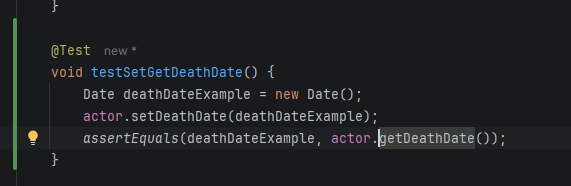 }
@Test new *
void testSetGetDeathDate() {
Date deathDateExample = new Date();
actor.setDeathDate(deathDateExample);
assertEquals(deathDateExample, actor.getDeathDate());
}